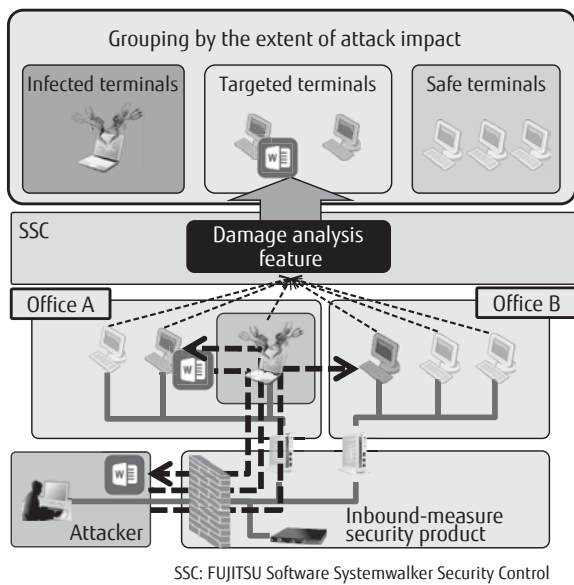 Grouping by the extent of attack impact
Infected terminals
Targeted terminals
Safe terminals
W
SSC
Damage analysis
feature
Office A
Office B
W
W
Attacker
Inbound-measure
security product
SSC: FUJITSU Software Systemwalker Security Control